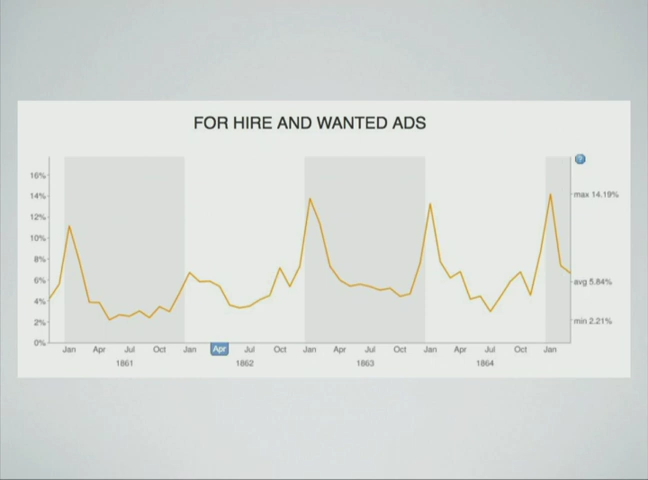 FOR HIRE AND WANTED ADS
?
16%
14%
12%
10%
8%
6%
4%
2%
0%
max 14.19%
avg 5.84%
min 2.21%
Jan Apr Jul Oct Jan Apr Jul Oct Jan Apr Jul Oct Jan Apr Jul Oct Jan
1861 1862 1863 1864